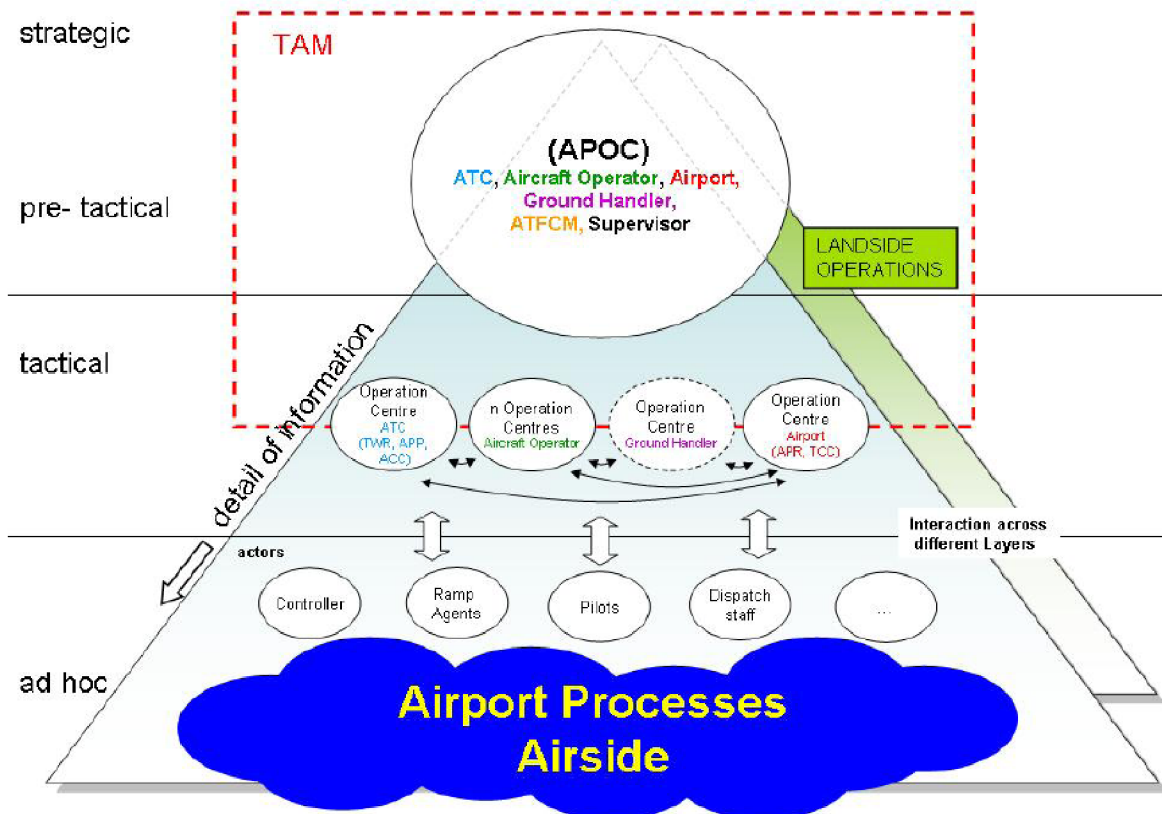 strategic
TAM
(APOC)
ATC, Aircraft Operator, Airport,
Ground Handler,
ATFCM, Supervisor
pre- tactical
LANDSIDE
OPERATIONS
tactical
detail of information
Operation
Centre
ATC
(TWR, APP,
ACC)
n Operation
Centres
Aircraft Operator
Operation
Centre
Ground Handler
Operation
Centre
Airport
(APR, TCC)
Interaction across
different Layers
actors
Controller
Ramp
Agents
Pilots
Dispatch
staff
...
ad hoc
Airport Processes
Airside